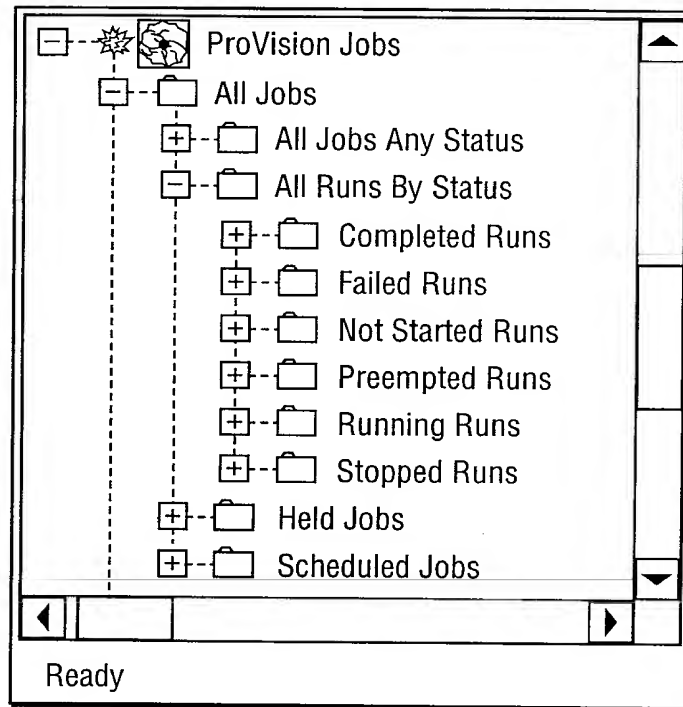 ProVision Jobs
All Jobs
All Jobs Any Status
All Runs By Status
Completed Runs
Failed Runs
Not Started Runs
Preempted Runs
Running Runs
Stopped Runs
Held Jobs
Scheduled Jobs
Ready